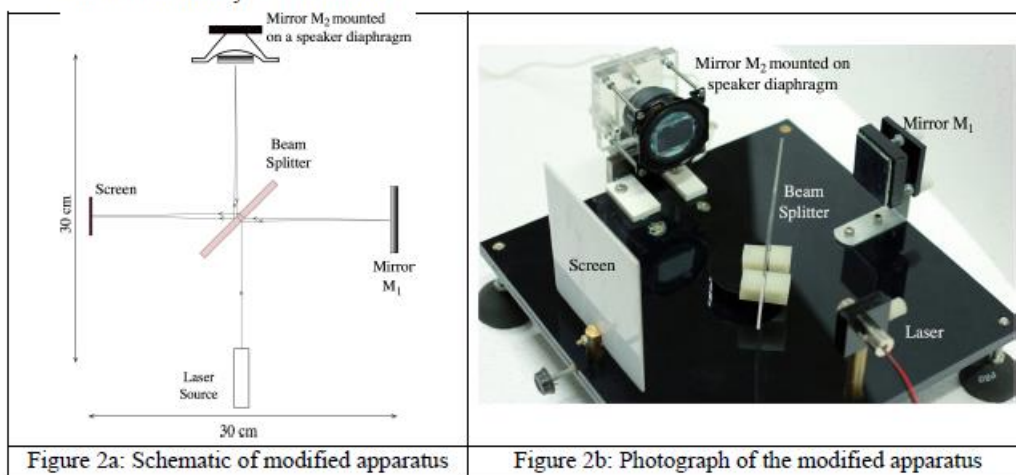 Mirror M2 mounted
on a speaker diaphragm
Beam
Splitter
Screen
30 cm
Mirror
M1
Laser
Source
30 cm
Figure 2a: Schematic of modified apparatus
Mirror M2 mounted on
speaker diaphragm
Mirror M1
Beam
Splitter
Screen
Laser
Figure 2b: Photograph of the modified apparatus